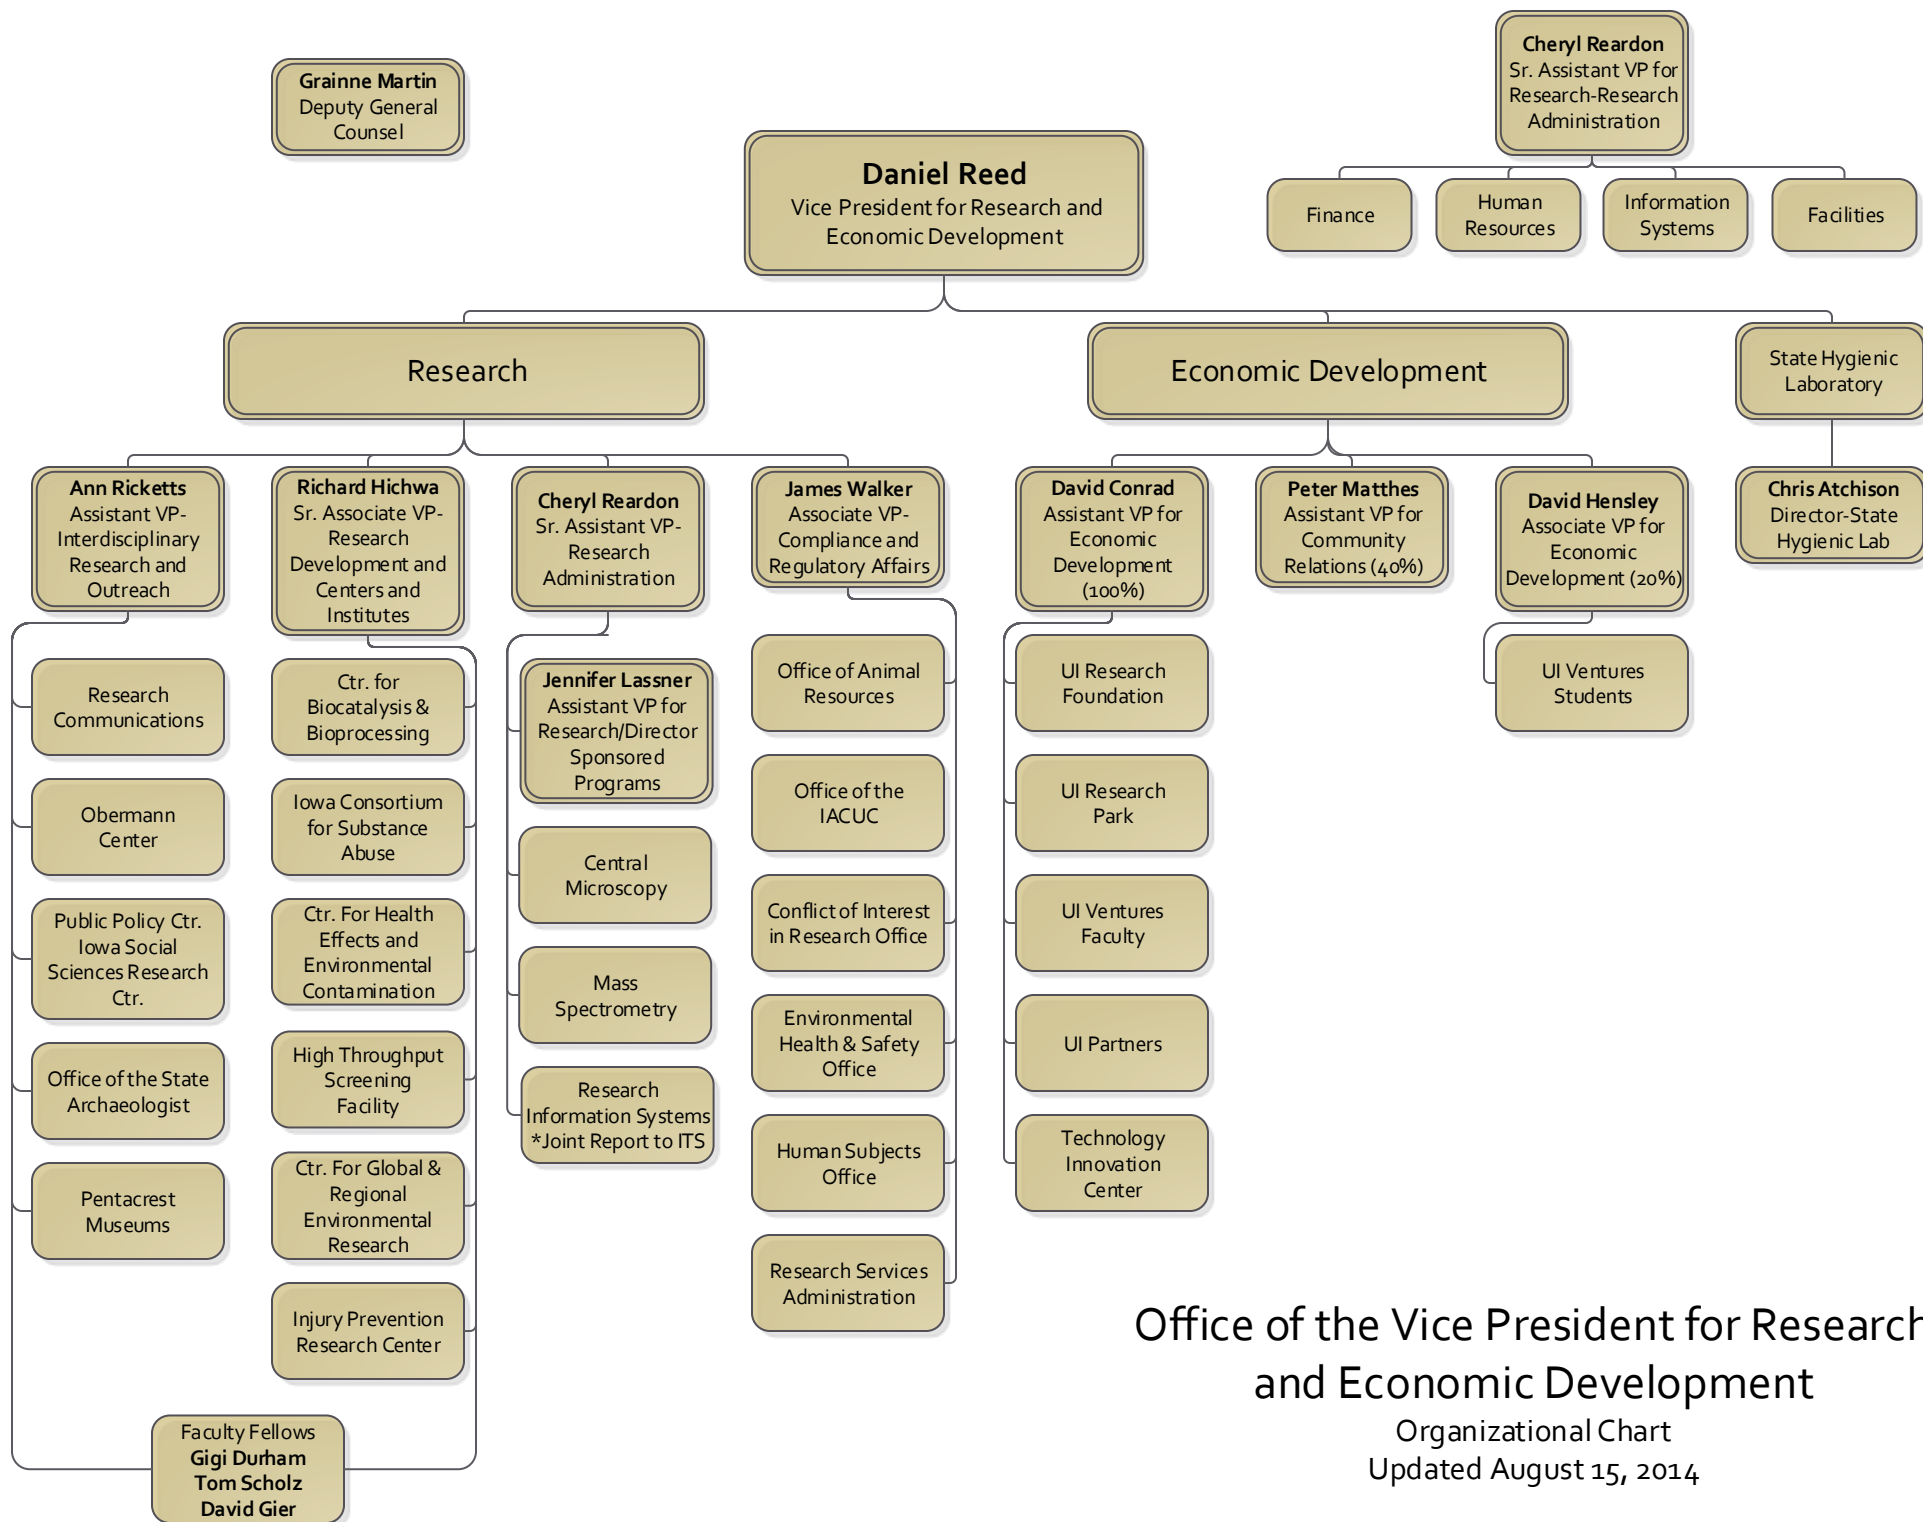 Grainne Martin
Deputy General
Counsel
Cheryl Reardon
Sr. Assistant VP for
Research-Research
Administration
Daniel Reed
Vice President for Research and
Economic Development
Finance
Human
Resources
Information
Systems
Facilities
Research
Economic Development
State Hygienic
Laboratory
Ann Ricketts
Assistant VP-
Interdisciplinary
Research and
Outreach
Richard Hichwa
Sr. Associate VP-
Research
Development and
Centers and
Institutes
Cheryl Reardon
Sr. Assistant VP-
Research
Administration
James Walker
Associate VP-
Compliance and
Regulatory Affairs
David Conrad
Assistant VP for
Economic
Development
(100%)
Peter Matthes
Assistant VP for
Community
Relations (40%)
David Hensley
Associate VP for
Economic
Development (20%)
Chris Atchison
Director-State
Hygienic Lab
Research
Communications
Obermann
Center
Public Policy Ctr.
Iowa Social
Sciences Research
Ctr.
Office of the State
Archaeologist
Pentacrest
Museums
Ctr. for
Biocatalysis &
Bioprocessing
Iowa Consortium
for Substance
Abuse
Ctr. For Health
Effects and
Environmental
Contamination
High Throughput
Screening
Facility
Ctr. For Global &
Regional
Environmental
Research
Injury Prevention
Research Center
Faculty Fellows
Gigi Durham
Tom Scholz
David Gier
Jennifer Lassner
Assistant VP for
Research/Director
Sponsored
Programs
Central
Microscopy
Mass
Spectrometry
Research
Information Systems
*Joint Report to ITS
Office of Animal
Resources
Office of the
IACUC
Conflict of Interest
in Research Office
Environmental
Health & Safety
Office
Human Subjects
Office
Research Services
Administration
UI Research
Foundation
UI Research
Park
UI Ventures
Faculty
UI Partners
Technology
Innovation
Center
UI Ventures
Students
Office of the Vice President for Research
and Economic Development
Organizational Chart
Updated August 15, 2014